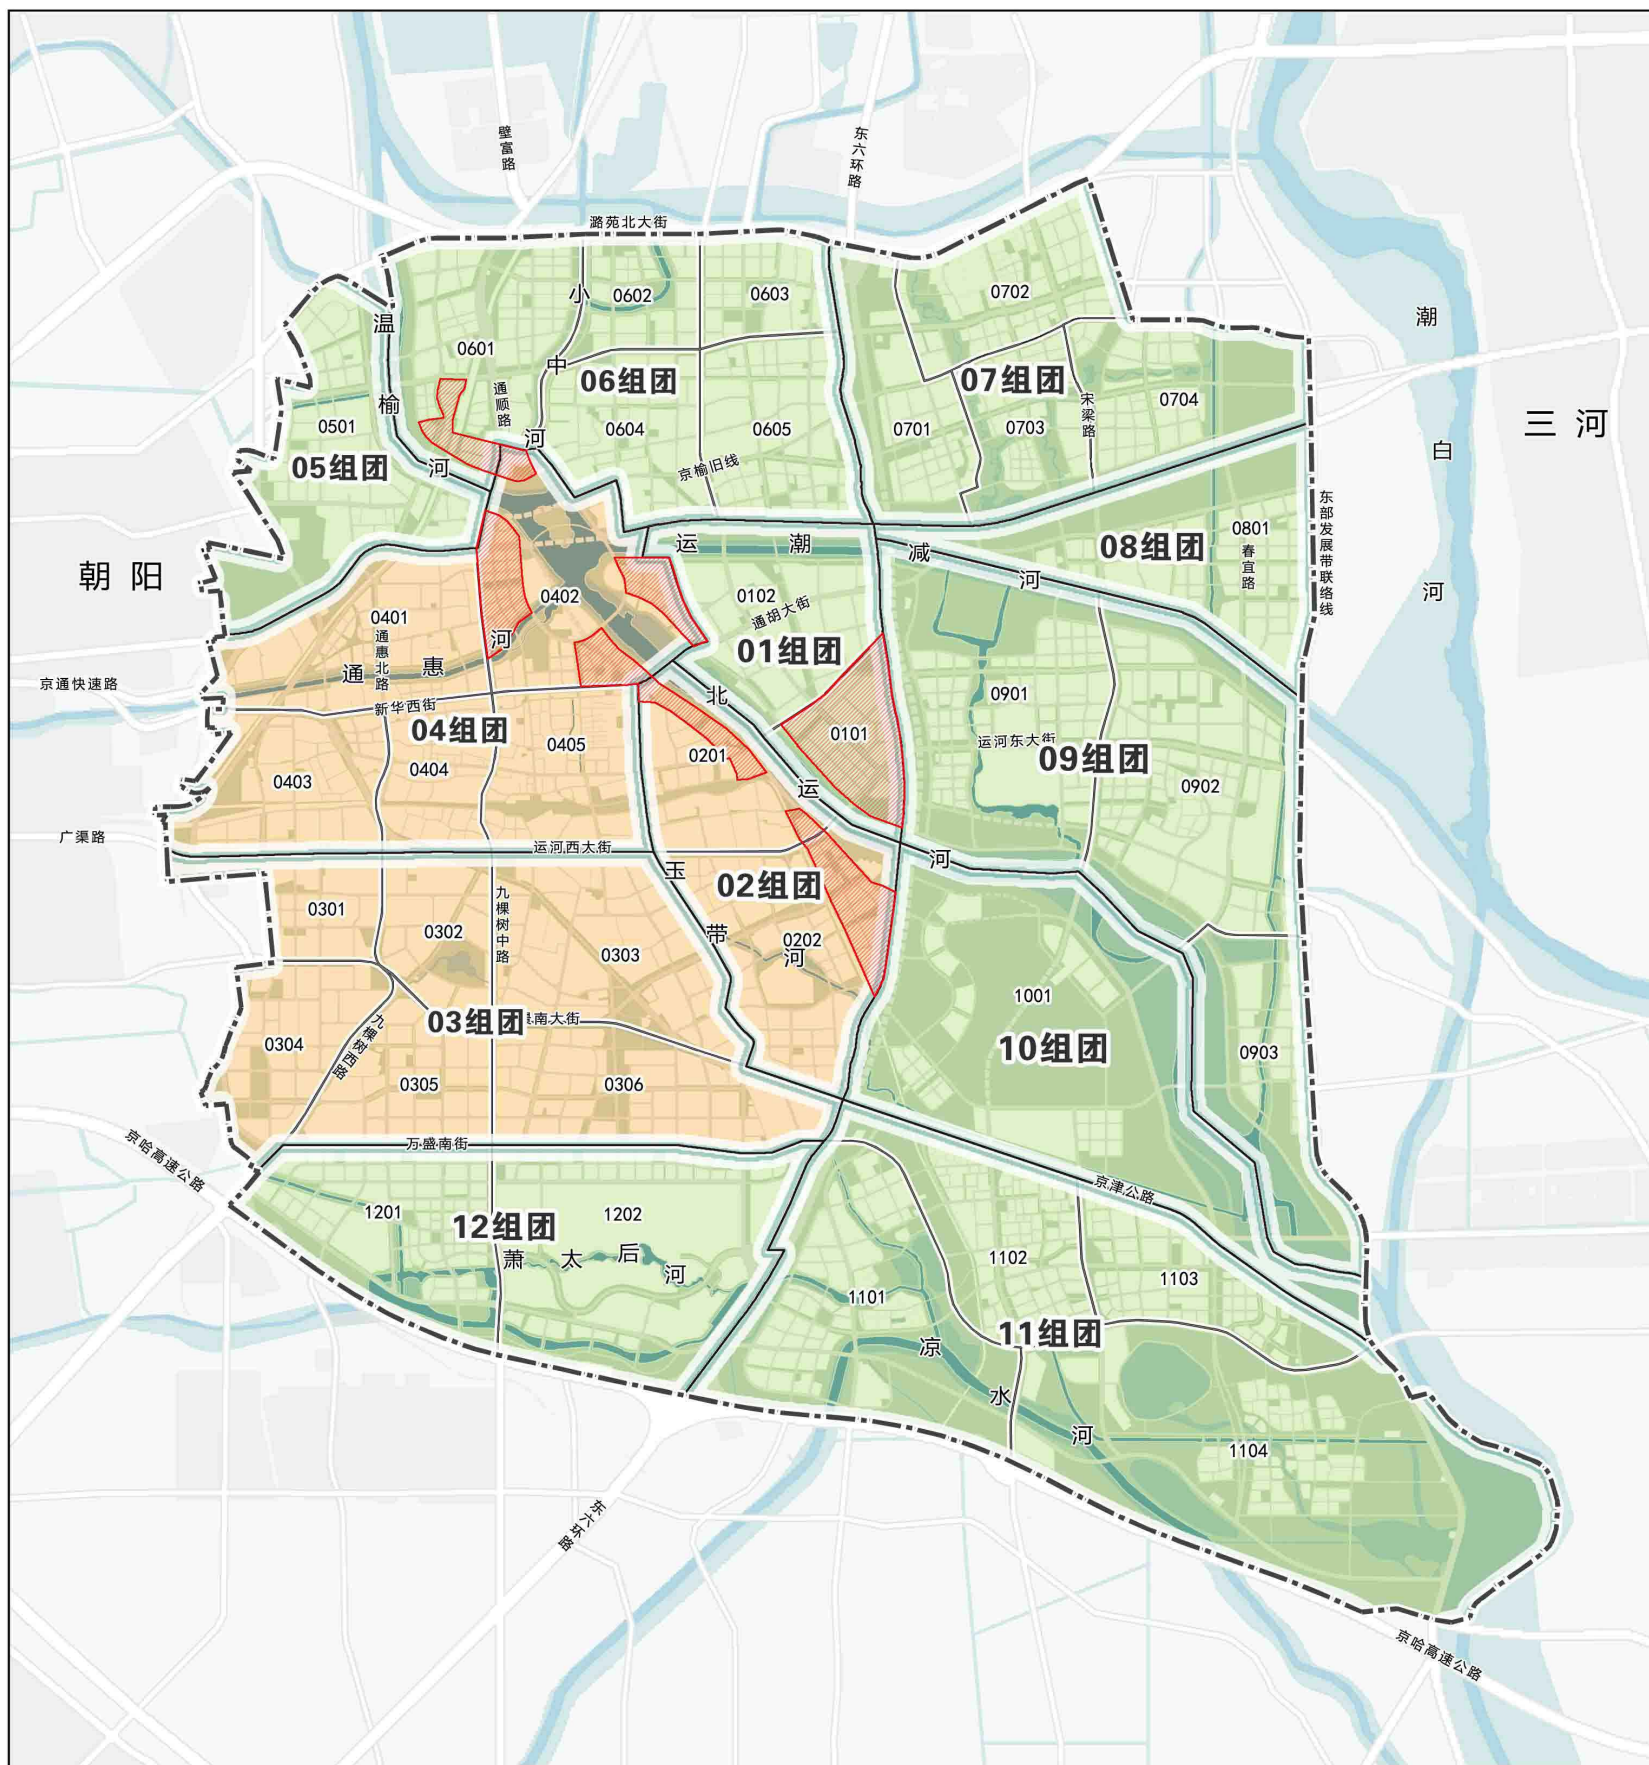 壁富路
东六环路
潞苑北大街
小
中
河
0602
0603
0702
温
榆
河
0601
06组团
07组团
潮
白
河
三河
通顺路
宋梁路
0704
0501
0604
0605
0701
0703
05组团
京榆旧线
东部发展带联络线
0801
08组团
春宜路
运
潮
减
河
朝阳
0402
0102
0401
通胡大街
通惠北路
河
惠
通
01组团
京通快速路
北
运
河
0901
新华西街
04组团
0405
0201
0101
运河东大街
09组团
0403
0404
0902
广渠路
运河西大街
玉
带
河
02组团
0301
九棵树中路
0302
0303
0202
1001
03组团
景南大街
九棵树西路
0304
10组团
0903
0305
0306
万盛南街
京哈高速公路
京津公路
1201
12组团
1202
萧
太
后
河
1102
1103
1101
11组团
凉
水
河
1104
东六环路
京哈高速公路